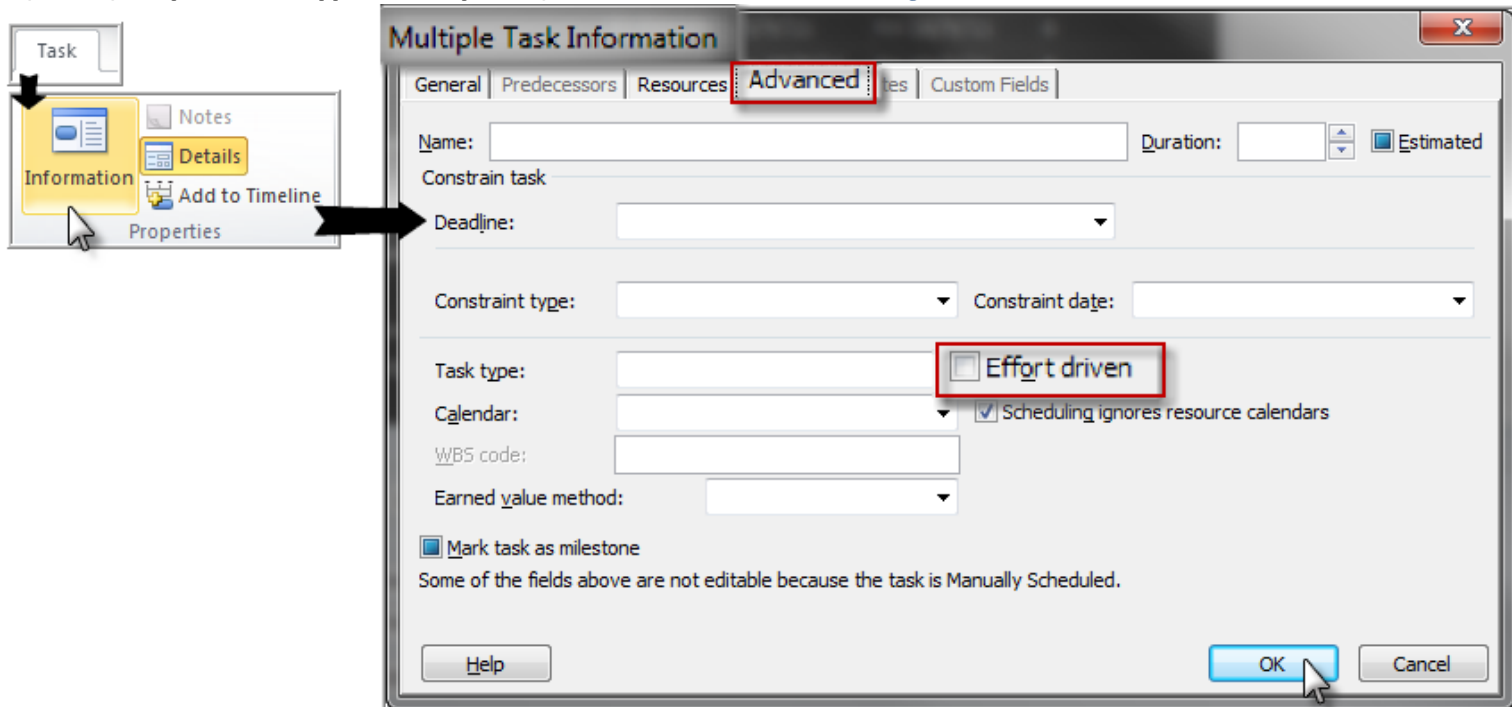 Task
Notes
Details
Information
Add to Timeline
Properties
Multiple Task Information
General Predecessors Resources Advanced Custom Fields
Name: Duration: Estimated
Constrain task
Deadline:
Constraint type: Constraint date:
Task type: Effort driven
Calendar: Scheduling ignores resource calendars
WBS code:
Earned value method:
Mark task as milestone
Some of the fields above are not editable because the task is Manually Scheduled.
Help OK Cancel